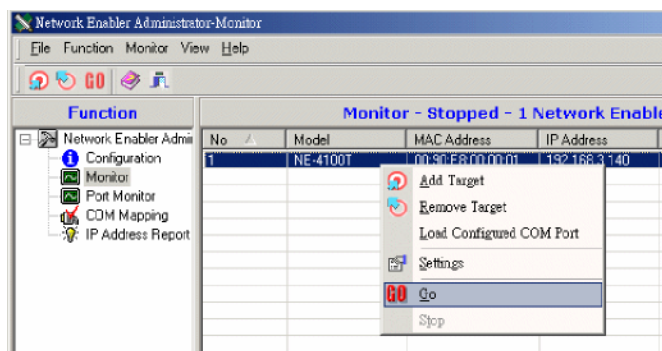 Network Enabler Administrator-Monitor
File Function Monitor View Help
GO
Function
Monitor - Stopped - 1 Network Enable
Network Enabler Admi
Configuration
Monitor
Port Monitor
COM Mapping
IP Address Report
No Model MAC Address IP Address
1 NE-4100T 00:90:E8:00:00:01 192.168.3.140
Add Target
Remove Target
Load Configured COM Port
Settings
GO Go
Stop